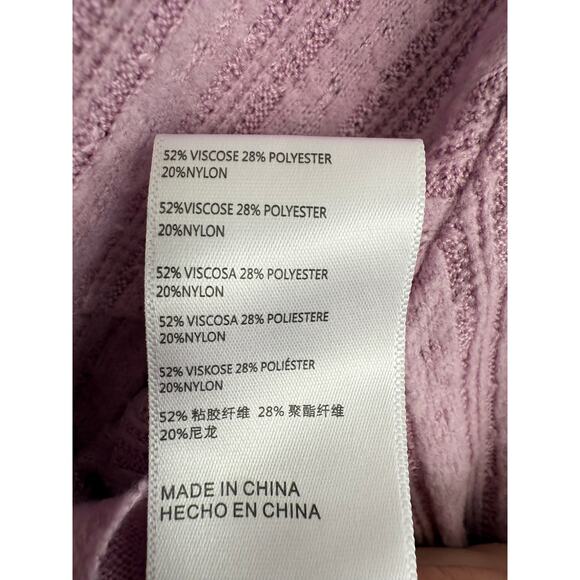 52% VISCOSE 28% POLYESTER
20%NYLON
52%VISCOSE 28% POLYESTER
20%NYLON
52% VISCOSA 28% POLYESTER
20%NYLON
52% VISCOSA 28% POLIESTERE
20%NYLON
52% VISKOSE 28% POLIÉSTER
20%NYLON
52% 粘胶纤维 28% 聚酯纤维
20%尼龙
MADE IN CHINA
HECHO EN CHINA